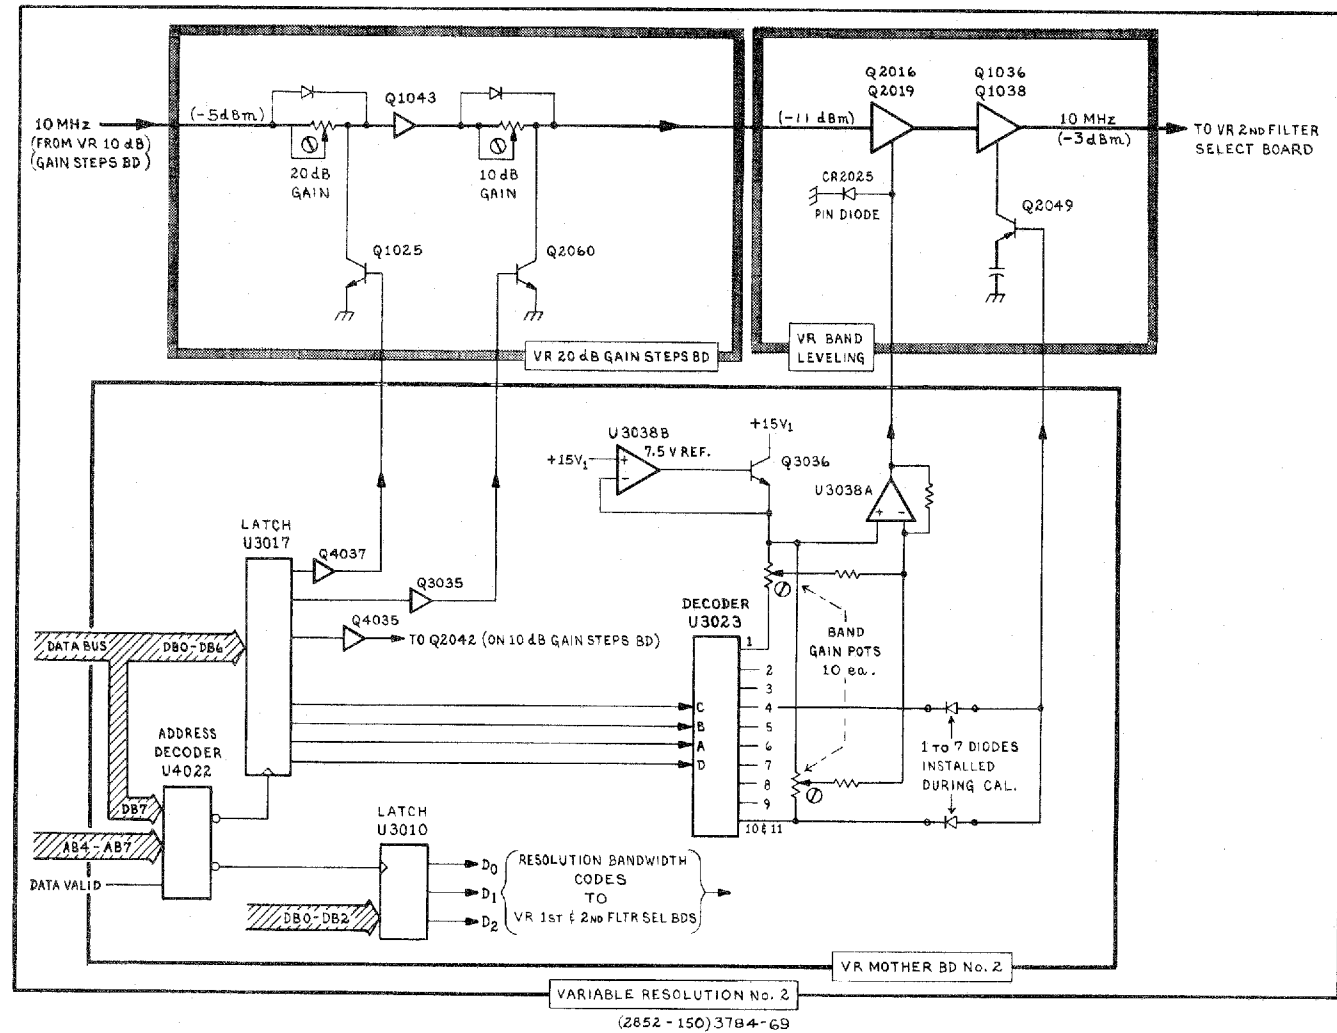 10 MHz
(FROM VR 10 dB)
(GAIN STEPS BD)
(-5dBm)
Q1043
20dB
GAIN
10 dB
GAIN
Q1025
Q2060
VR 20 dB GAIN STEPS BD
(-11 dBm)
Q2016
Q2019
Q1036
Q1038
10 MHz
(-3dBm)
TO VR 2ND FILTER
SELECT BOARD
CR2025
PIN DIODE
Q2049
VR BAND
LEVELING
U3038B
+15V1
7.5 V REF.
+15V1
Q3036
U3038A
+ -
+
-
LATCH
U3017
Q4037
Q3035
Q4035
TO Q2042 (ON 10 dB GAIN STEPS BD)
DATA BUS
DB0-DB6
DECODER
U3023
C
B
A
D
1
2
3
4
5
6
7
8
9
10 & 11
BAND
GAIN POTS
10 ea.
1 TO 7 DIODES
INSTALLED
DURING CAL.
ADDRESS
DECODER
U4022
DB7
AB4-AB7
DATA VALID
LATCH
U3010
DB0-DB2
D0
D1
D2
RESOLUTION BANDWIDTH
CODES
TO
VR 1ST & 2ND FLTR SEL BDS
VR MOTHER BD No. 2
VARIABLE RESOLUTION No. 2
(2852-150)3784-69